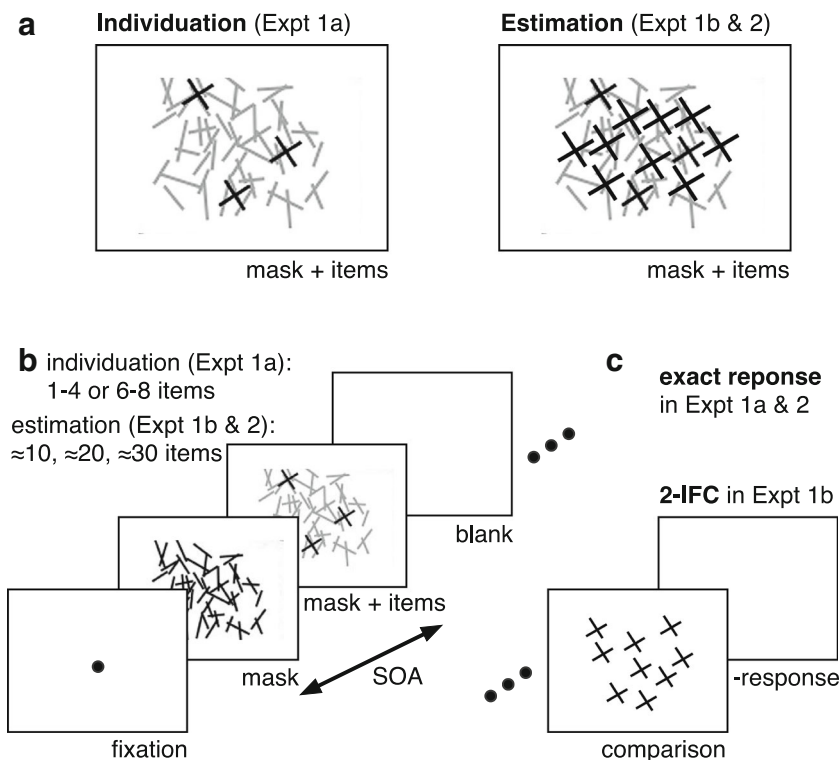 a
Individuation (Expt 1a)
Estimation (Expt 1b & 2)
mask + items
mask + items
b individuation (Expt 1a):
1-4 or 6-8 items
estimation (Expt 1b & 2):
≈10, ≈20, ≈30 items
blank
mask + items
mask
SOA
fixation
c
exact reponse
in Expt 1a & 2
2-IFC in Expt 1b
-response
comparison